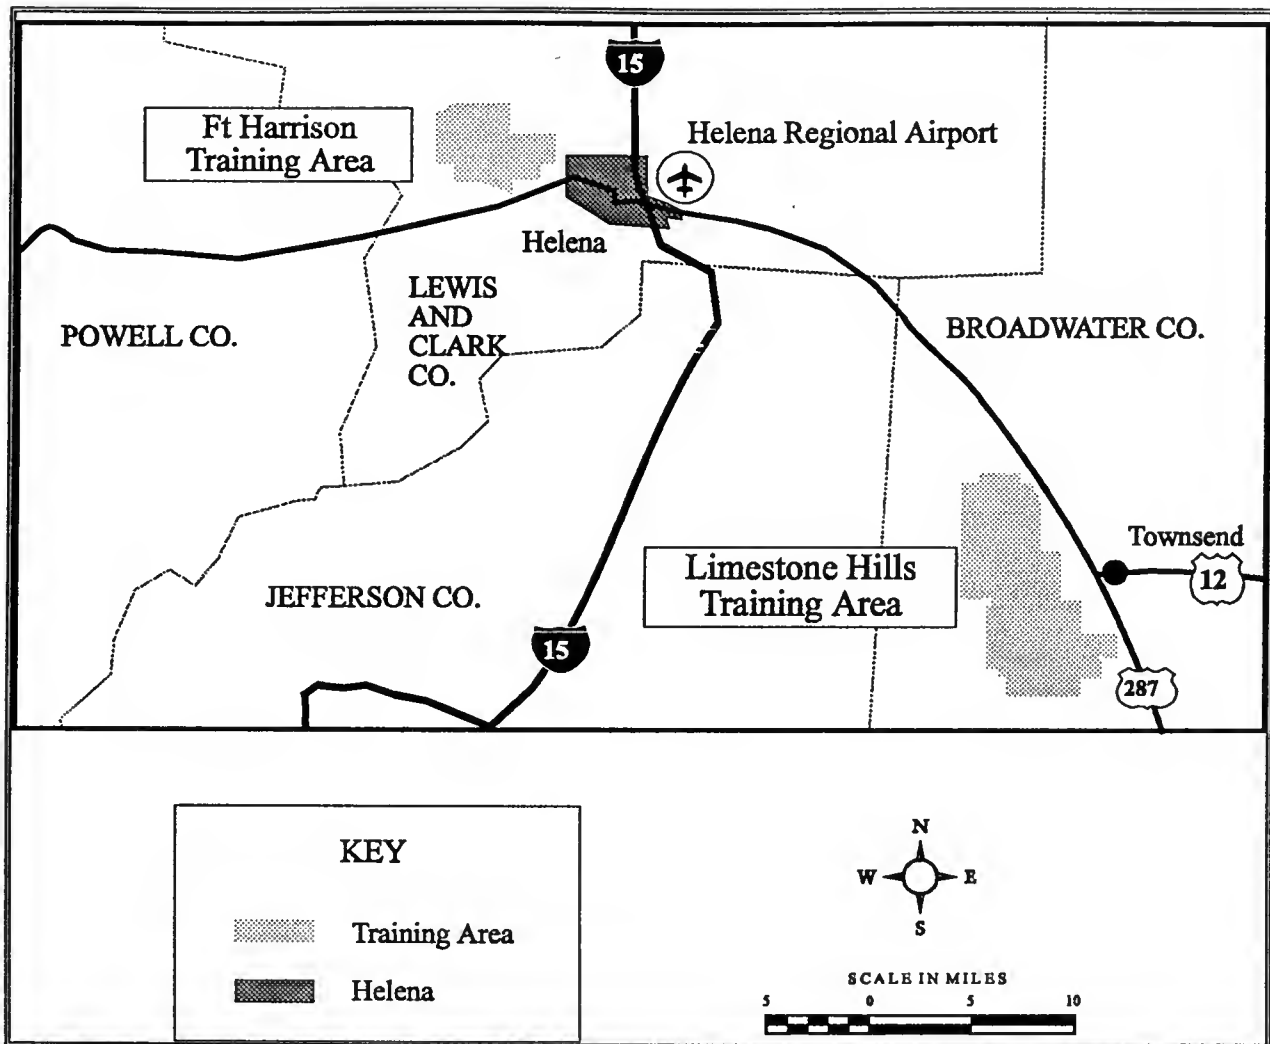 15
Ft Harrison
Training Area
Helena Regional Airport
Helena
LEWIS
AND
CLARK
CO.
POWELL CO.
BROADWATER CO.
Townsend
12
Limestone Hills
Training Area
JEFFERSON CO.
15
287
KEY
Training Area
Helena
N
W E
S
SCALE IN MILES
5 0 5 10